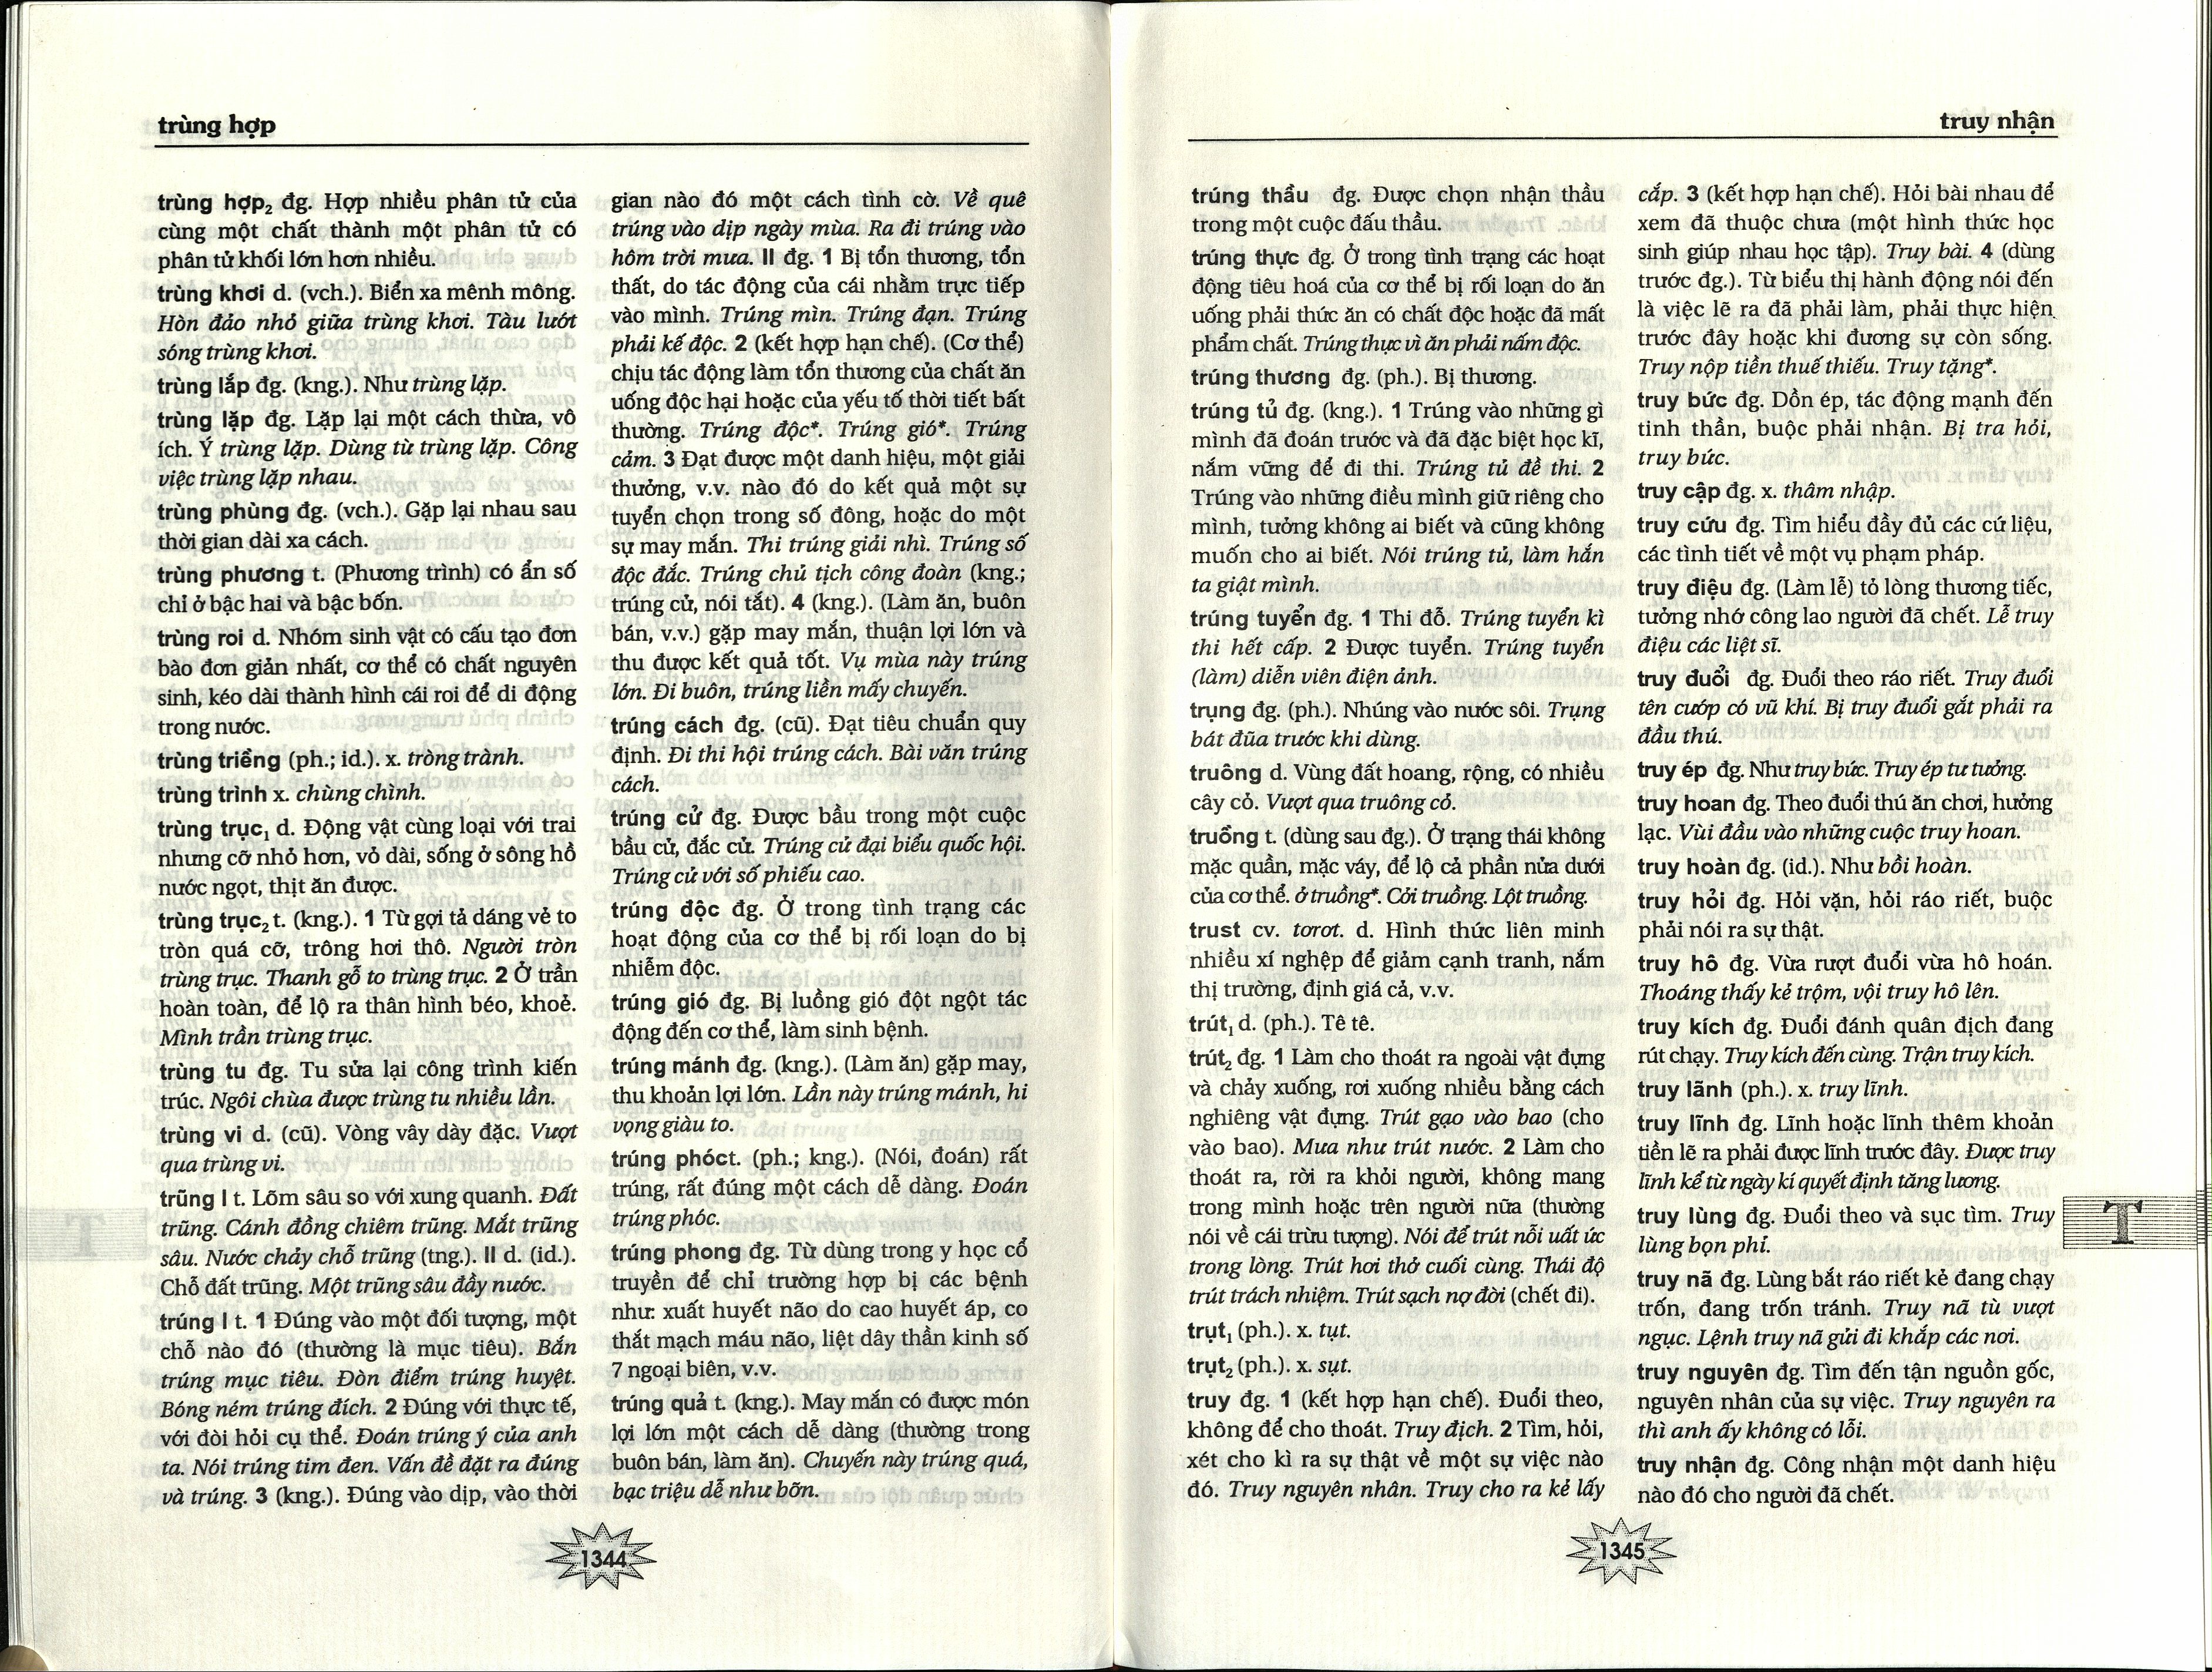 trùng hợp
trùng hợp₂ đg. Hợp nhiều phân tử của
cùng một chất thành một phân tử có
phân tử khối lớn hơn nhiều.
trùng khơi d. (vch.). Biển xa mênh mông.
Hòn đảo nhỏ giữa trùng khơi. Tàu lướt
sóng trùng khơi.
trùng lắp đg. (kng.). Như trùng lặp.
trùng lặp đg. Lặp lại một cách thừa, vô
ích. Ý trùng lặp. Dùng từ trùng lặp. Công
việc trùng lặp nhau.
trùng phùng đg. (vch.). Gặp lại nhau sau
thời gian dài xa cách.
trùng phương t. (Phương trình) có ẩn số
chỉ ở bậc hai và bậc bốn.
trùng roi d. Nhóm sinh vật có cấu tạo đơn
bào đơn giản nhất, cơ thể có chất nguyên
sinh, kéo dài thành hình cái roi để di động
trong nước.
trùng triềng (ph.; id.). x. tròng trành.
trùng trình x. chùng chình.
trùng trục₁ d. Động vật cùng loại với trai
nhưng cỡ nhỏ hơn, vỏ dài, sống ở sông hồ
nước ngọt, thịt ăn được.
trùng trục₂ t. (kng.). 1 Từ gợi tả dáng vẻ to
tròn quá cỡ, trông hơi thô. Người tròn
trùng trục. Thanh gỗ to trùng trục. 2 Ở trần
hoàn toàn, để lộ ra thân hình béo, khoẻ.
Mình trần trùng trục.
trùng tu đg. Tu sửa lại công trình kiến
trúc. Ngôi chùa được trùng tu nhiều lần.
trùng vi d. (cũ). Vòng vây dày đặc. Vượt
qua trùng vi.
trũng I t. Lõm sâu so với xung quanh. Đất
trũng. Cánh đồng chiêm trũng. Mắt trũng
sâu. Nước chảy chỗ trũng (tng.). II d. (id.).
Chỗ đất trũng. Một trũng sâu đầy nước.
trúng I t. 1 Đúng vào một đối tượng, một
chỗ nào đó (thường là mục tiêu). Bắn
trúng mục tiêu. Đòn điểm trúng huyệt.
Bóng ném trúng đích. 2 Đúng với thực tế,
với đòi hỏi cụ thể. Đoán trúng ý của anh
ta. Nói trúng tim đen. Vấn đề đặt ra đúng
và trúng. 3 (kng.). Đúng vào dịp, vào thời
gian nào đó một cách tình cờ. Về quê
trúng vào dịp ngày mùa. Ra đi trúng vào
hôm trời mưa. II đg. 1 Bị tổn thương, tổn
thất, do tác động của cái nhằm trực tiếp
vào mình. Trúng mìn. Trúng đạn. Trúng
phải kế độc. 2 (kết hợp hạn chế). (Cơ thể)
chịu tác động làm tổn thương của chất ăn
uống độc hại hoặc của yếu tố thời tiết bất
thường. Trúng độc*. Trúng gió*. Trúng
cảm. 3 Đạt được một danh hiệu, một giải
thưởng, v.v. nào đó do kết quả một sự
tuyển chọn trong số đông, hoặc do một
sự may mắn. Thi trúng giải nhì. Trúng số
độc đắc. Trúng chủ tịch công đoàn (kng.;
trúng cử, nói tắt). 4 (kng.). (Làm ăn, buôn
bán, v.v.) gặp may mắn, thuận lợi lớn và
thu được kết quả tốt. Vụ mùa này trúng
lớn. Đi buôn, trúng liền mấy chuyến.
trúng cách đg. (cũ). Đạt tiêu chuẩn quy
định. Đi thi hội trúng cách. Bài văn trúng
cách.
trúng cử đg. Được bầu trong một cuộc
bầu cử, đắc cử. Trúng cử đại biểu quốc hội.
Trúng cử với số phiếu cao.
trúng độc đg. Ở trong tình trạng các
hoạt động của cơ thể bị rối loạn do bị
nhiễm độc.
trúng gió đg. Bị luồng gió đột ngột tác
động đến cơ thể, làm sinh bệnh.
trúng mánh đg. (kng.). (Làm ăn) gặp may,
thu khoản lợi lớn. Lần này trúng mánh, hi
vọng giàu to.
trúng phóct. (ph.; kng.). (Nói, đoán) rất
trúng, rất đúng một cách dễ dàng. Đoán
trúng phóc.
trúng phong đg. Từ dùng trong y học cổ
truyền để chỉ trường hợp bị các bệnh
như: xuất huyết não do cao huyết áp, co
thắt mạch máu não, liệt dây thần kinh số
7 ngoại biên, v.v.
trúng quả t. (kng.). May mắn có được món
lợi lớn một cách dễ dàng (thường trong
buôn bán, làm ăn). Chuyến này trúng quả,
bạc triệu dễ như bỡn.
1344
truy nhận
trúng thầu đg. Được chọn nhận thầu
trong một cuộc đấu thầu.
trúng thực đg. Ở trong tình trạng các hoạt
động tiêu hoá của cơ thể bị rối loạn do ăn
uống phải thức ăn có chất độc hoặc đã mất
phẩm chất. Trúng thực vì ăn phải nấm độc.
trúng thương đg. (ph.). Bị thương.
trúng tủ đg. (kng.). 1 Trúng vào những gì
mình đã đoán trước và đã đặc biệt học kĩ,
nắm vững để đi thi. Trúng tủ đề thi. 2
Trúng vào những điều mình giữ riêng cho
mình, tưởng không ai biết và cũng không
muốn cho ai biết. Nói trúng tủ, làm hắn
ta giật mình.
trúng tuyển đg. 1 Thi đỗ. Trúng tuyển kì
thi hết cấp. 2 Được tuyển. Trúng tuyển
(làm) diễn viên điện ảnh.
trụng đg. (ph.). Nhúng vào nước sôi. Trụng
bát đũa trước khi dùng.
truông d. Vùng đất hoang, rộng, có nhiều
cây cỏ. Vượt qua truông cỏ.
truồng t. (dùng sau đg.). Ở trạng thái không
mặc quần, mặc váy, để lộ cả phần nửa dưới
của cơ thể. ở truồng*. Cởi truồng. Lột truồng.
trust cv. tơrơt. d. Hình thức liên minh
nhiều xí nghệp để giảm cạnh tranh, nắm
thị trường, định giá cả, v.v.
trút₁ d. (ph.). Tê tê.
trút₂ đg. 1 Làm cho thoát ra ngoài vật đựng
và chảy xuống, rơi xuống nhiều bằng cách
nghiêng vật đựng. Trút gạo vào bao (cho
vào bao). Mưa như trút nước. 2 Làm cho
thoát ra, rời ra khỏi người, không mang
trong mình hoặc trên người nữa (thường
nói về cái trừu tượng). Nói để trút nỗi uất ức
trong lòng. Trút hơi thở cuối cùng. Thái độ
trút trách nhiệm. Trút sạch nợ đời (chết đi).
trụt₁ (ph.). x. tụt.
trụt₂ (ph.). x. sụt.
truy đg. 1 (kết hợp hạn chế). Đuổi theo,
không để cho thoát. Truy địch. 2 Tìm, hỏi,
xét cho kì ra sự thật về một sự việc nào
đó. Truy nguyên nhân. Truy cho ra kẻ lấy
cắp. 3 (kết hợp hạn chế). Hỏi bài nhau để
xem đã thuộc chưa (một hình thức học
sinh giúp nhau học tập). Truy bài. 4 (dùng
trước đg.). Từ biểu thị hành động nói đến
là việc lẽ ra đã phải làm, phải thực hiện
trước đây hoặc khi đương sự còn sống.
Truy nộp tiền thuế thiếu. Truy tặng*.
truy bức đg. Dồn ép, tác động mạnh đến
tinh thần, buộc phải nhận. Bị tra hỏi,
truy bức.
truy cập đg. x. thâm nhập.
truy cứu đg. Tìm hiểu đầy đủ các cứ liệu,
các tình tiết về một vụ phạm pháp.
truy điệu đg. (Làm lễ) tỏ lòng thương tiếc,
tưởng nhớ công lao người đã chết. Lễ truy
điệu các liệt sĩ.
truy đuổi đg. Đuổi theo ráo riết. Truy đuổi
tên cướp có vũ khí. Bị truy đuổi gắt phải ra
đầu thú.
truy ép đg. Như truy bức. Truy ép tư tưởng.
truy hoan đg. Theo đuổi thú ăn chơi, hưởng
lạc. Vùi đầu vào những cuộc truy hoan.
truy hoàn đg. (id.). Như bồi hoàn.
truy hỏi đg. Hỏi vặn, hỏi ráo riết, buộc
phải nói ra sự thật.
truy hô đg. Vừa rượt đuổi vừa hô hoán.
Thoáng thấy kẻ trộm, vội truy hô lên.
truy kích đg. Đuổi đánh quân địch đang
rút chạy. Truy kích đến cùng. Trận truy kích.
truy lãnh (ph.). x. truy lĩnh.
truy lĩnh đg. Lĩnh hoặc lĩnh thêm khoản
tiền lẽ ra phải được lĩnh trước đây. Được truy
lĩnh kể từ ngày kí quyết định tăng lương.
truy lùng đg. Đuổi theo và sục tìm. Truy
lùng bọn phỉ.
truy nã đg. Lùng bắt ráo riết kẻ đang chạy
trốn, đang trốn tránh. Truy nã tù vượt
ngục. Lệnh truy nã gửi đi khắp các nơi.
truy nguyên đg. Tìm đến tận nguồn gốc,
nguyên nhân của sự việc. Truy nguyên ra
thì anh ấy không có lỗi.
truy nhận đg. Công nhận một danh hiệu
nào đó cho người đã chết.
T
1345